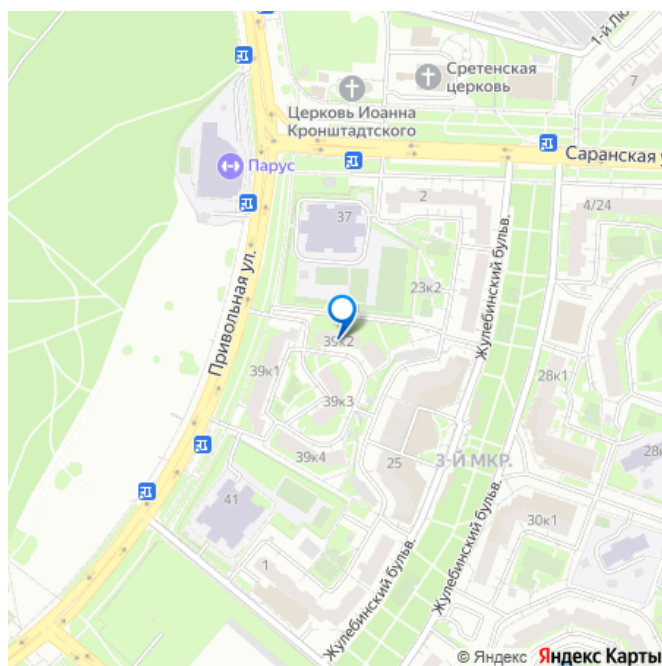 1-й Лю
Сретенская
церковь
7
Церковь Иоанна
Кронштадтского
Саранская у
Парус
2
4/24
37
Привольная ул.
Жулебинский бульв.
23к2
39к2
39к1
28к1
39к3
39к4
25
3-Й МКР.
28к
41
30к1
Жулебинский бульв.
1
Жулебинский бульв.
© Яндекс Яндекс Карты